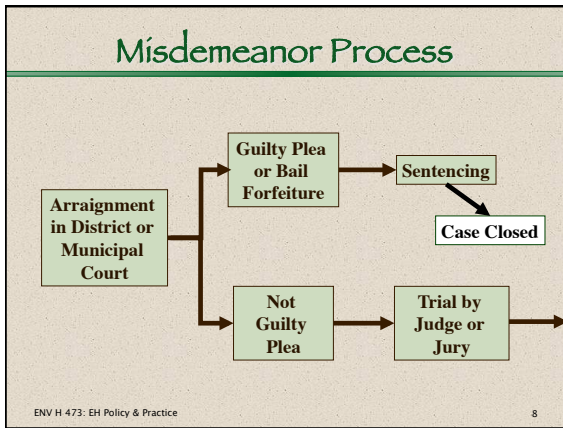 Misdemeanor Process
Arraignment
in District or
Municipal
Court
Guilty Plea
or Bail
Forfeiture
Sentencing
Case Closed
Not
Guilty
Plea
Trial by
Judge or
Jury
ENV H 473: EH Policy & Practice
8